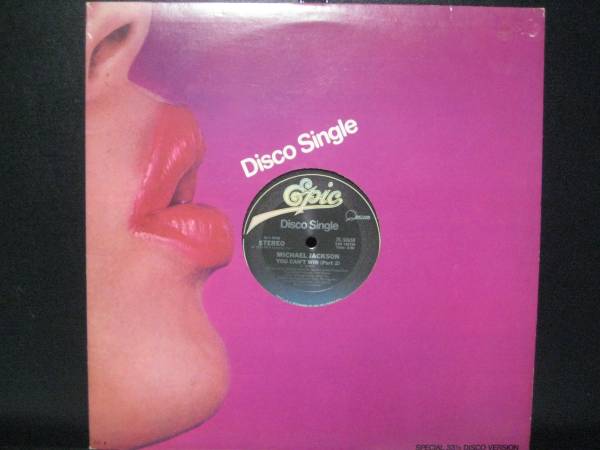 Disco Single
Epic
Disco Single
STEREO
MICHAEL JACKSON
YOU CAN'T WIN (Part 2)
SPECIAL 33⅓ DISCO VERSION